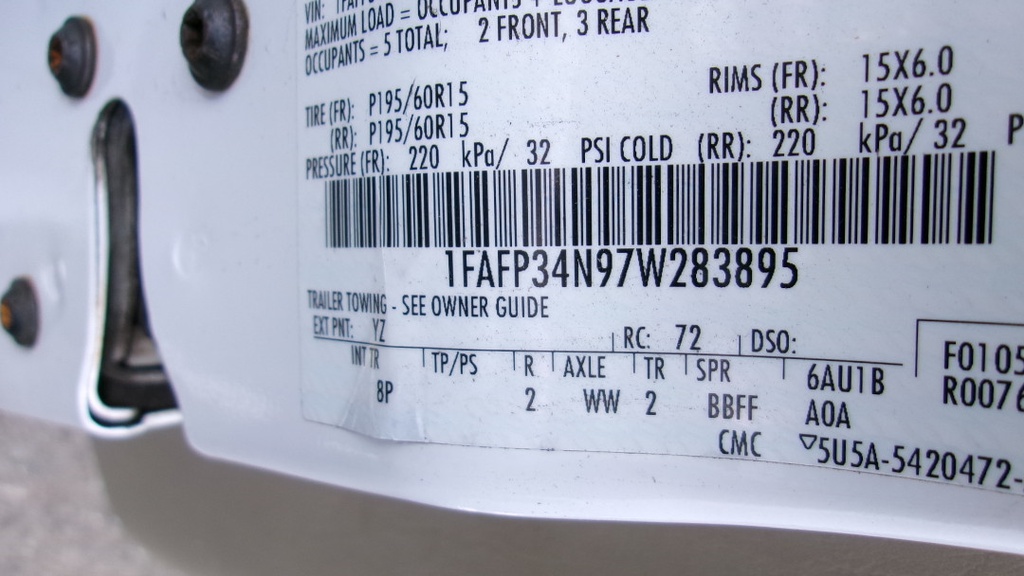 VIN: 1FAFP
MAXIMUM LOAD = OCCUPANTS + LUGGAGE
OCCUPANTS = 5 TOTAL; 2 FRONT, 3 REAR
TIRE (FR): P195/60R15 RIMS (FR): 15X6.0
(RR): P195/60R15 (RR): 15X6.0
PRESSURE (FR): 220 kPa/ 32 PSI COLD (RR): 220 kPa/ 32 P
1FAFP34N97W283895
TRAILER TOWING - SEE OWNER GUIDE
EXT PNT: YZ RC: 72 DSO:
INT TR TP/PS R AXLE TR SPR 6AU1B F0105
8P 2 WW 2 BBFF A0A R0076
CMC ▽5U5A-5420472-